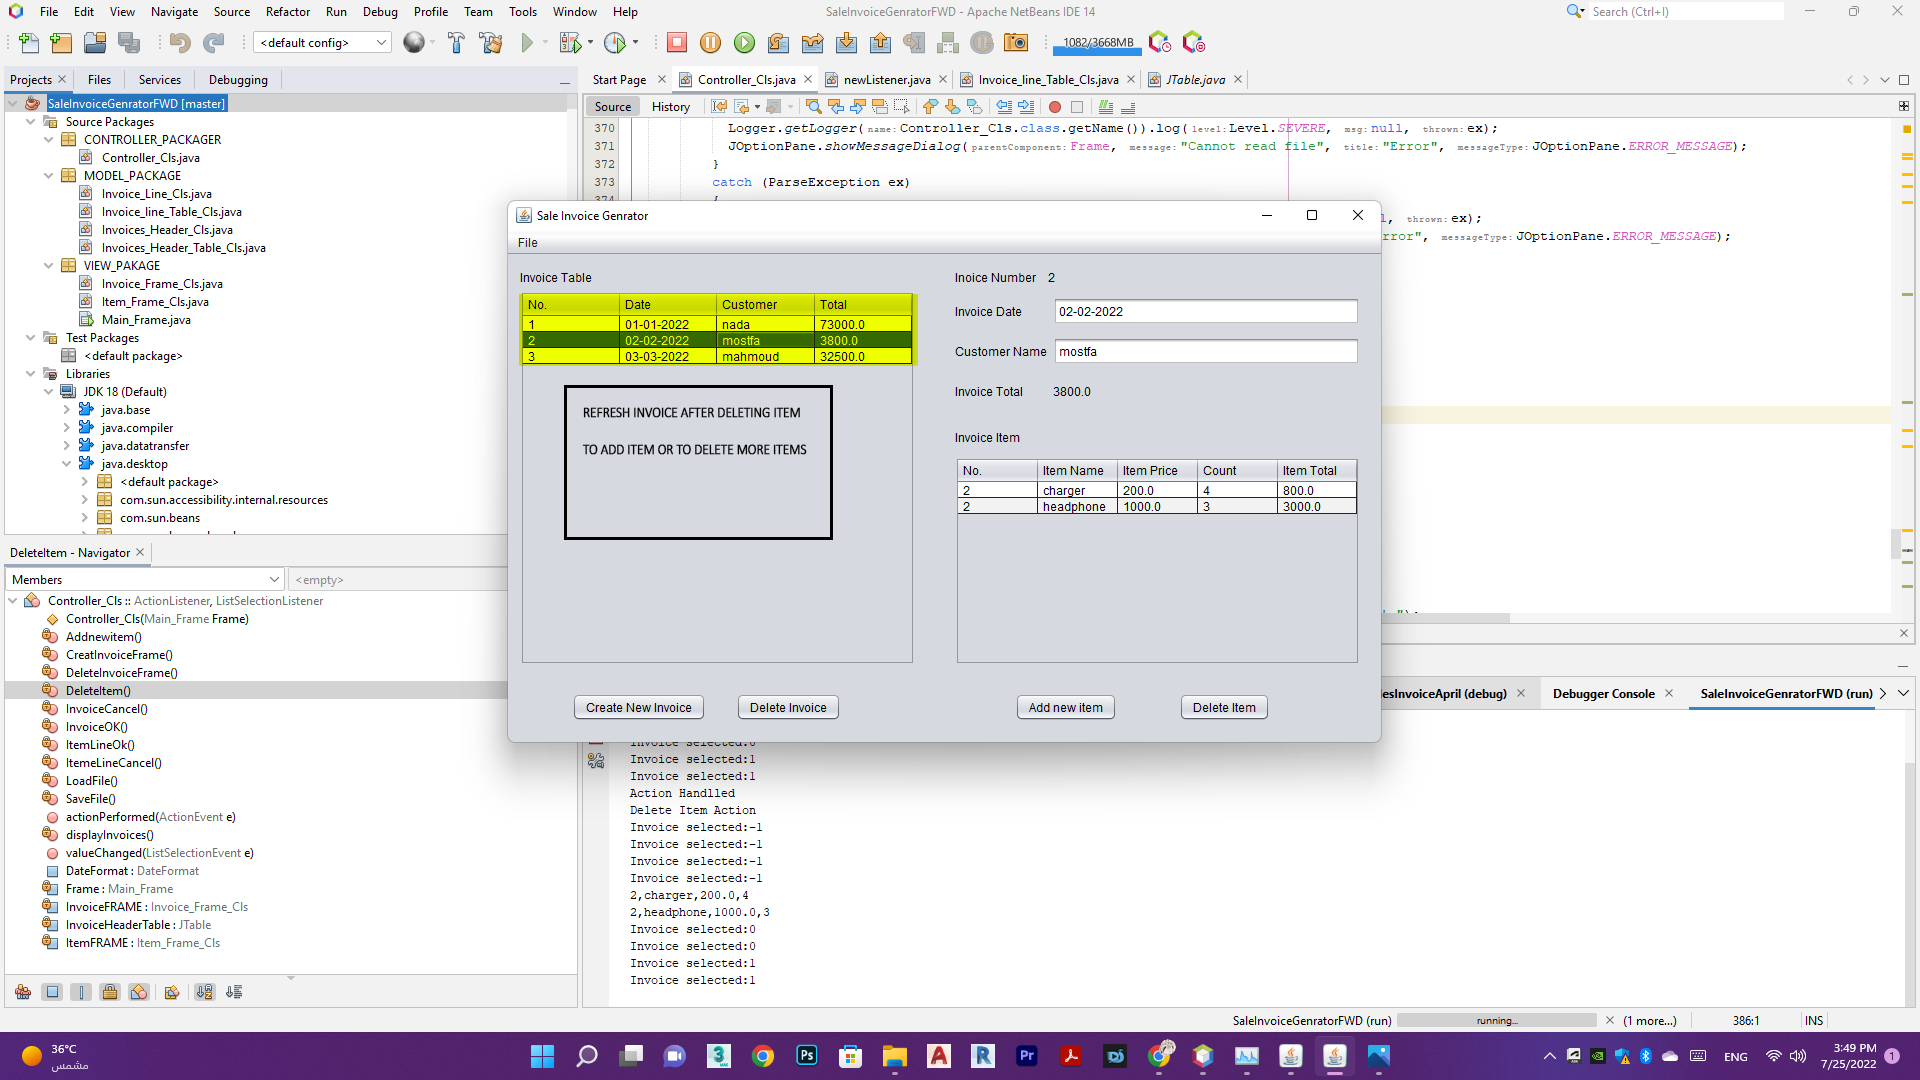 File Edit View Navigate Source Refactor Run Debug Profile Team Tools Window Help
SaleInvoiceGenratorFWD - Apache NetBeans IDE 14
Search (Ctrl+I)
<default config>
1082/3668MB
Projects Files Services Debugging
Start Page Controller_Cls.java newListener.java Invoice_line_Table_Cls.java JTable.java
SaleInvoiceGenratorFWD [master]
Source Packages
CONTROLLER_PACKAGER
Controller_Cls.java
MODEL_PACKAGE
Invoice_Line_Cls.java
Invoice_line_Table_Cls.java
Invoices_Header_Cls.java
Invoices_Header_Table_Cls.java
VIEW_PAKAGE
Invoice_Frame_Cls.java
Item_Frame_Cls.java
Main_Frame.java
Test Packages
<default package>
Libraries
JDK 18 (Default)
java.base
java.compiler
java.datatransfer
java.desktop
<default package>
com.sun.accessibility.internal.resources
com.sun.beans
Source History
370 Logger.getLogger(name:Controller_Cls.class.getName()).log(level:Level.SEVERE, msg:null, thrown:ex);
371 JOptionPane.showMessageDialog(parentComponent:Frame, message:"Cannot read file", title:"Error", messageType:JOptionPane.ERROR_MESSAGE);
372 }
373 catch (ParseException ex)
374 {
l, thrown:ex);
rror", messageType:JOptionPane.ERROR_MESSAGE);
Sale Invoice Genrator
File
Invoice Table
No. Date Customer Total
1 01-01-2022 nada 73000.0
2 02-02-2022 mostfa 3800.0
3 03-03-2022 mahmoud 32500.0
REFRESH INVOICE AFTER DELETING ITEM
TO ADD ITEM OR TO DELETE MORE ITEMS
Inoice Number 2
Invoice Date 02-02-2022
Customer Name mostfa
Invoice Total 3800.0
Invoice Item
No. Item Name Item Price Count Item Total
2 charger 200.0 4 800.0
2 headphone 1000.0 3 3000.0
Create New Invoice Delete Invoice Add new item Delete Item
DeleteItem - Navigator
Members <empty>
Controller_Cls :: ActionListener, ListSelectionListener
Controller_Cls(Main_Frame Frame)
Addnewitem()
CreatInvoiceFrame()
DeleteInvoiceFrame()
DeleteItem()
InvoiceCancel()
InvoiceOK()
ItemLineOk()
ItemeLineCancel()
LoadFile()
SaveFile()
actionPerformed(ActionEvent e)
displayInvoices()
valueChanged(ListSelectionEvent e)
DateFormat : DateFormat
Frame : Main_Frame
InvoiceFRAME : Invoice_Frame_Cls
InvoiceHeaderTable : JTable
ItemFRAME : Item_Frame_Cls
lesInvoiceApril (debug) Debugger Console SaleInvoiceGenratorFWD (run)
Invoice selected:0
Invoice selected:1
Invoice selected:1
Action Handlled
Delete Item Action
Invoice selected:-1
Invoice selected:-1
Invoice selected:-1
Invoice selected:-1
2,charger,200.0,4
2,headphone,1000.0,3
Invoice selected:0
Invoice selected:0
Invoice selected:1
Invoice selected:1
SaleInvoiceGenratorFWD (run) running... (1 more...) 386:1 INS
36°C
مشمس
ENG
3:49 PM
7/25/2022
1